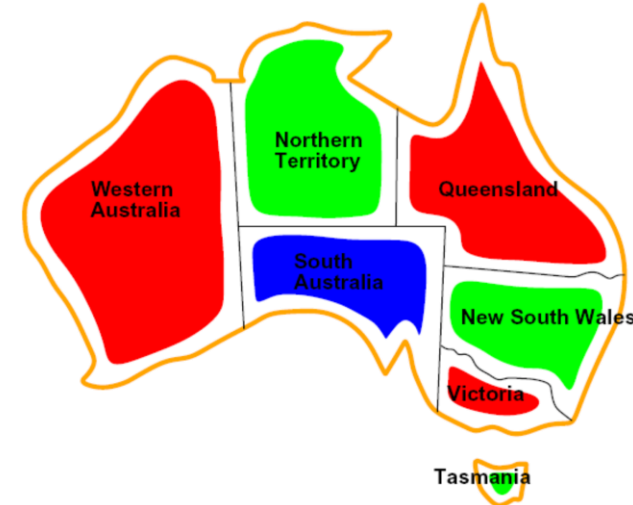 Northern
Territory
Western
Australia
Queensland
South
Australia
New South Wales
Victoria
Tasmania